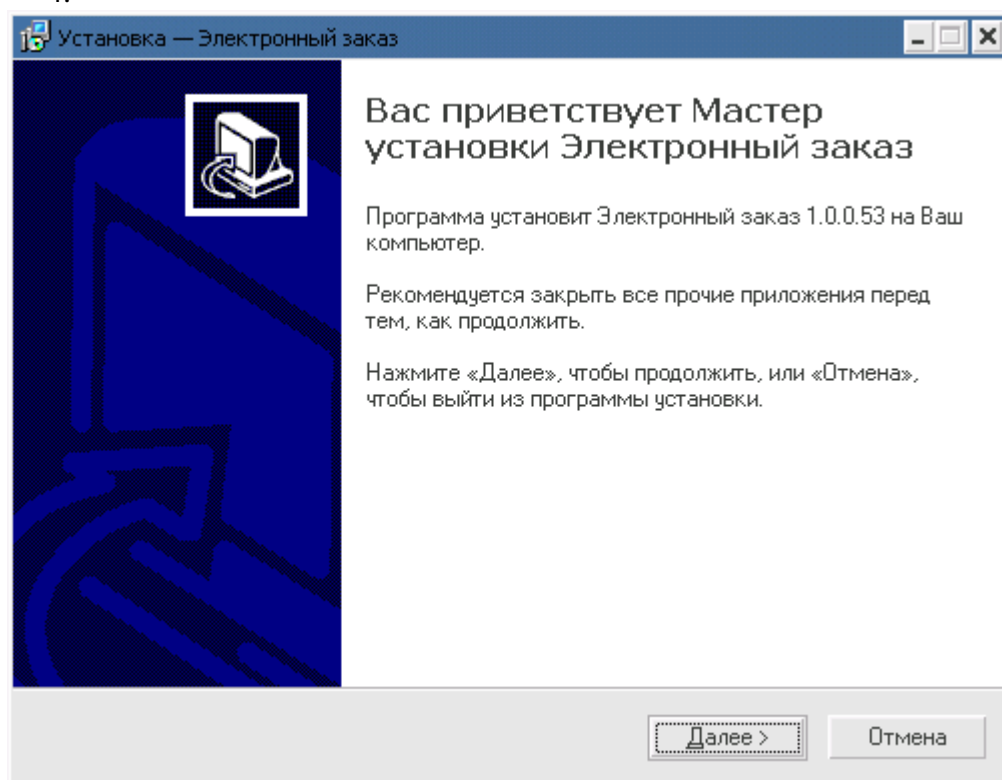 Установка — Электронный заказ
Вас приветствует Мастер
установки Электронный заказ
Программа установит Электронный заказ 1.0.0.53 на Ваш
компьютер.
Рекомендуется закрыть все прочие приложения перед
тем, как продолжить.
Нажмите «Далее», чтобы продолжить, или «Отмена»,
чтобы выйти из программы установки.
Далее >
Отмена